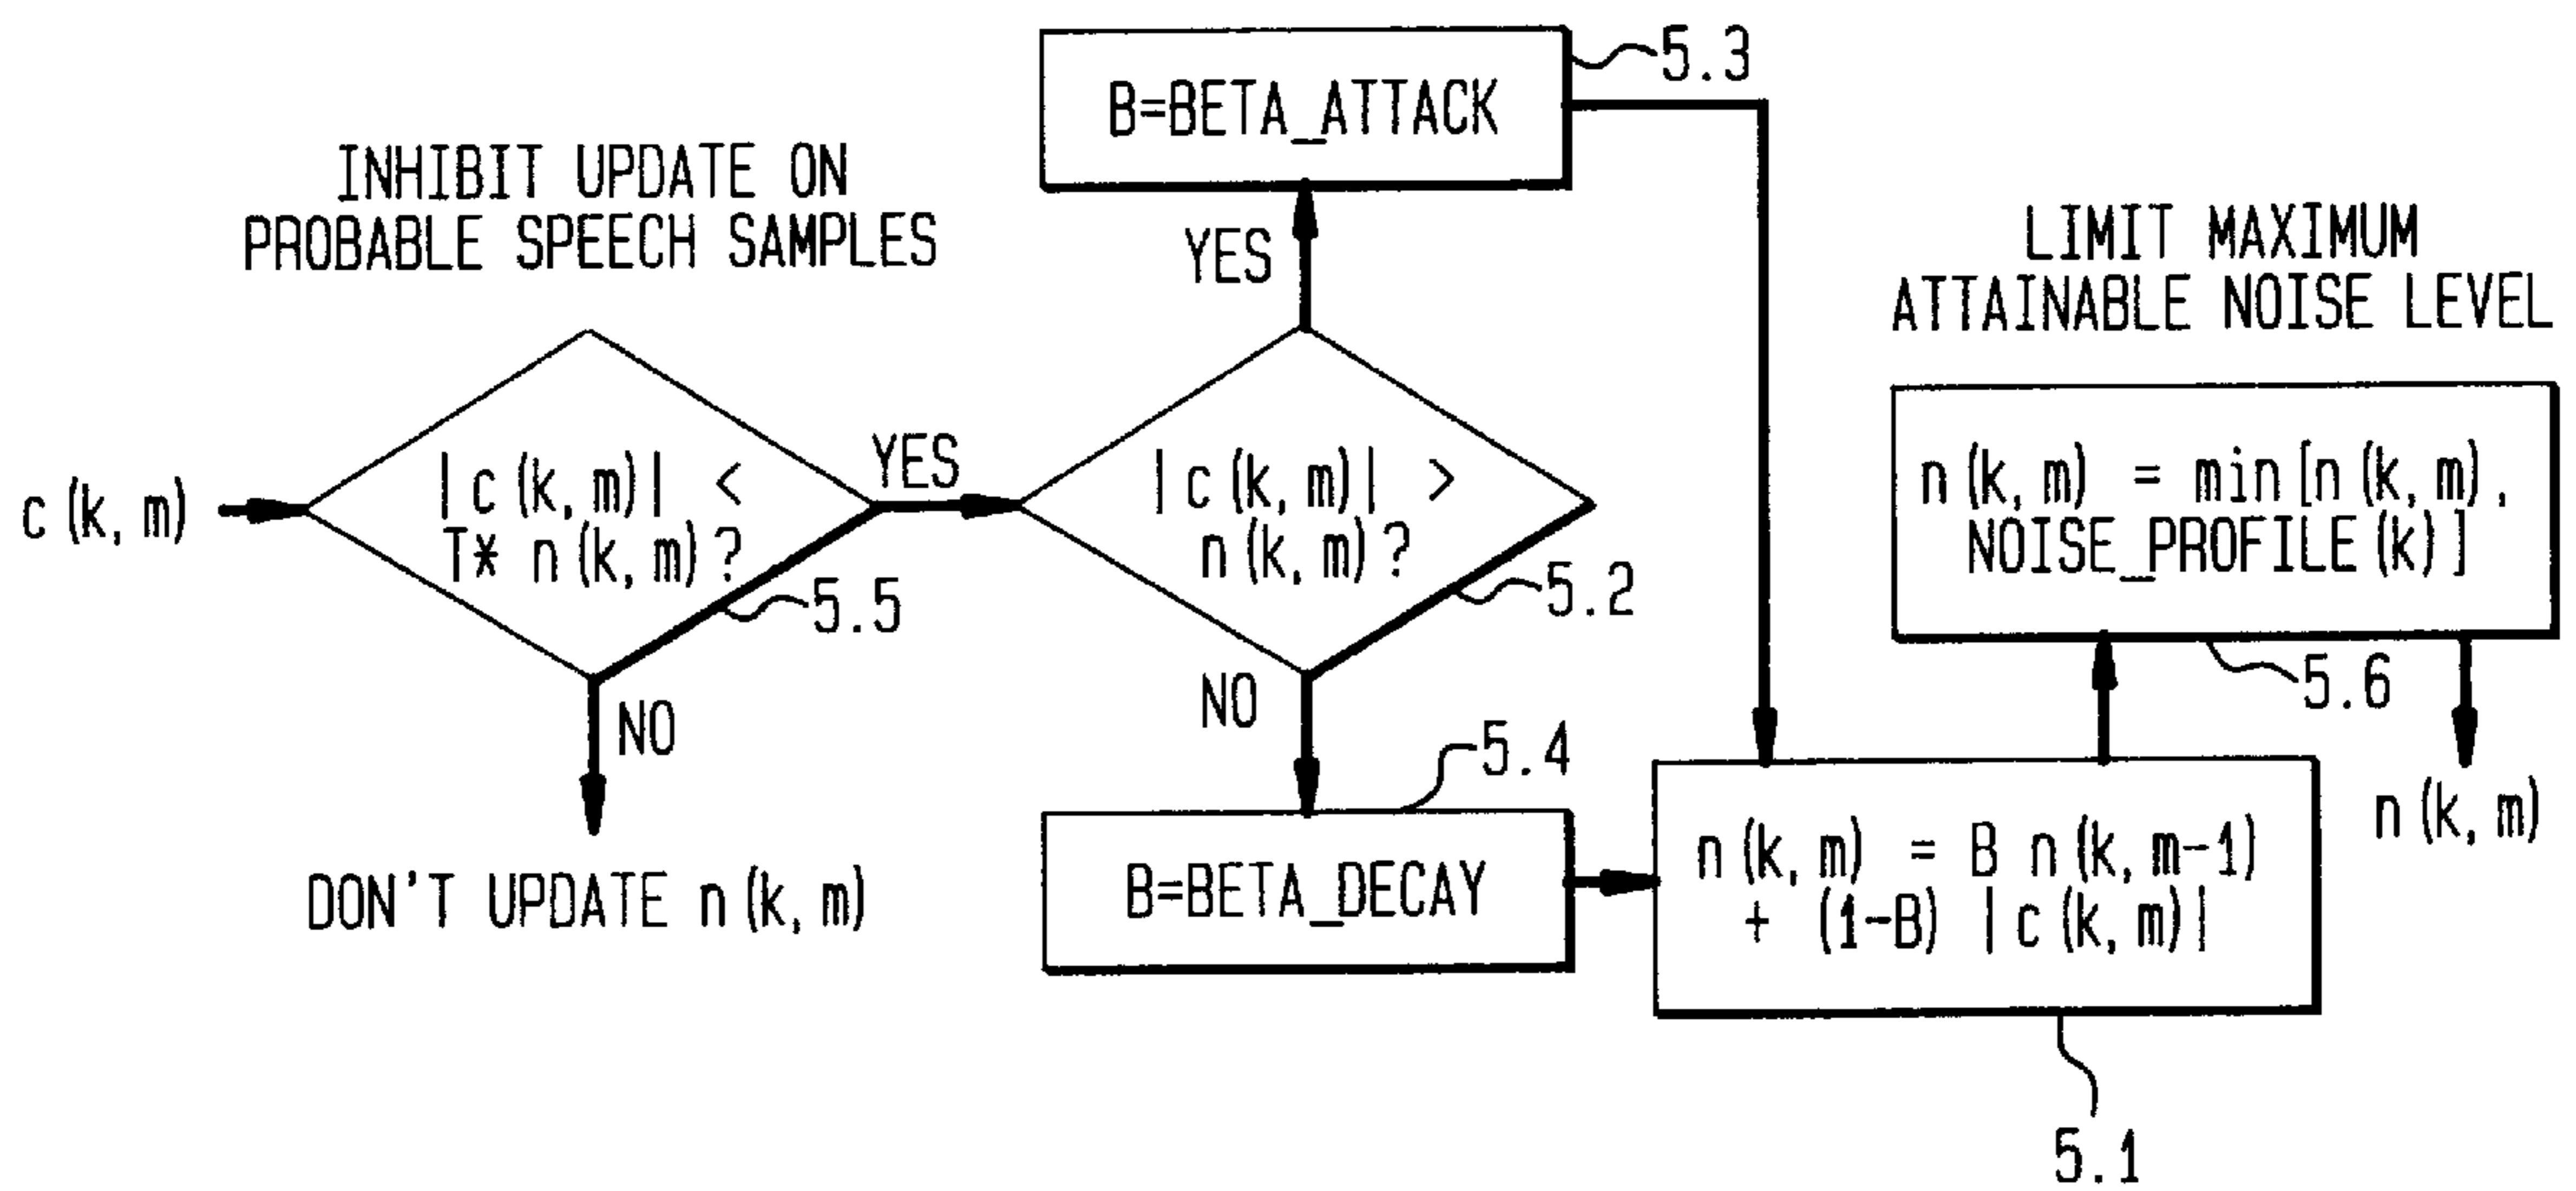 INHIBIT UPDATE ON
PROBABLE SPEECH SAMPLES
c(k,m)
|c(k,m)| <
T* n(k,m)?
5.5
YES
NO
DON'T UPDATE n(k,m)
|c(k,m)| >
n(k,m)?
5.2
YES
B=BETA_ATTACK
5.3
NO
B=BETA_DECAY
5.4
n(k,m) = B n(k,m-1)
+ (1-B) |c(k,m)|
5.1
LIMIT MAXIMUM
ATTAINABLE NOISE LEVEL
n(k,m) = min[n(k,m),
NOISE_PROFILE(k)]
5.6
n(k,m)